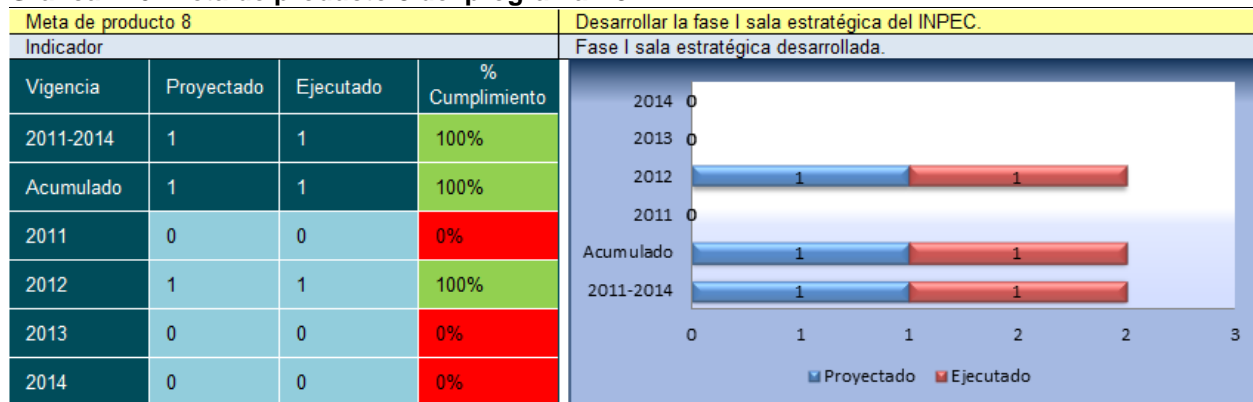 Meta de producto 8 Desarrollar la fase I sala estratégica del INPEC.
Indicador Fase I sala estratégica desarrollada.
Vigencia Proyectado Ejecutado % Cumplimiento
2011-2014 1 1 100%
Acumulado 1 1 100%
2011 0 0 0%
2012 1 1 100%
2013 0 0 0%
2014 0 0 0%
2014 0
2013 0
2012 1 1
2011 0
Acumulado 1 1
2011-2014 1 1
0 1 1 2 2 3
Proyectado Ejecutado